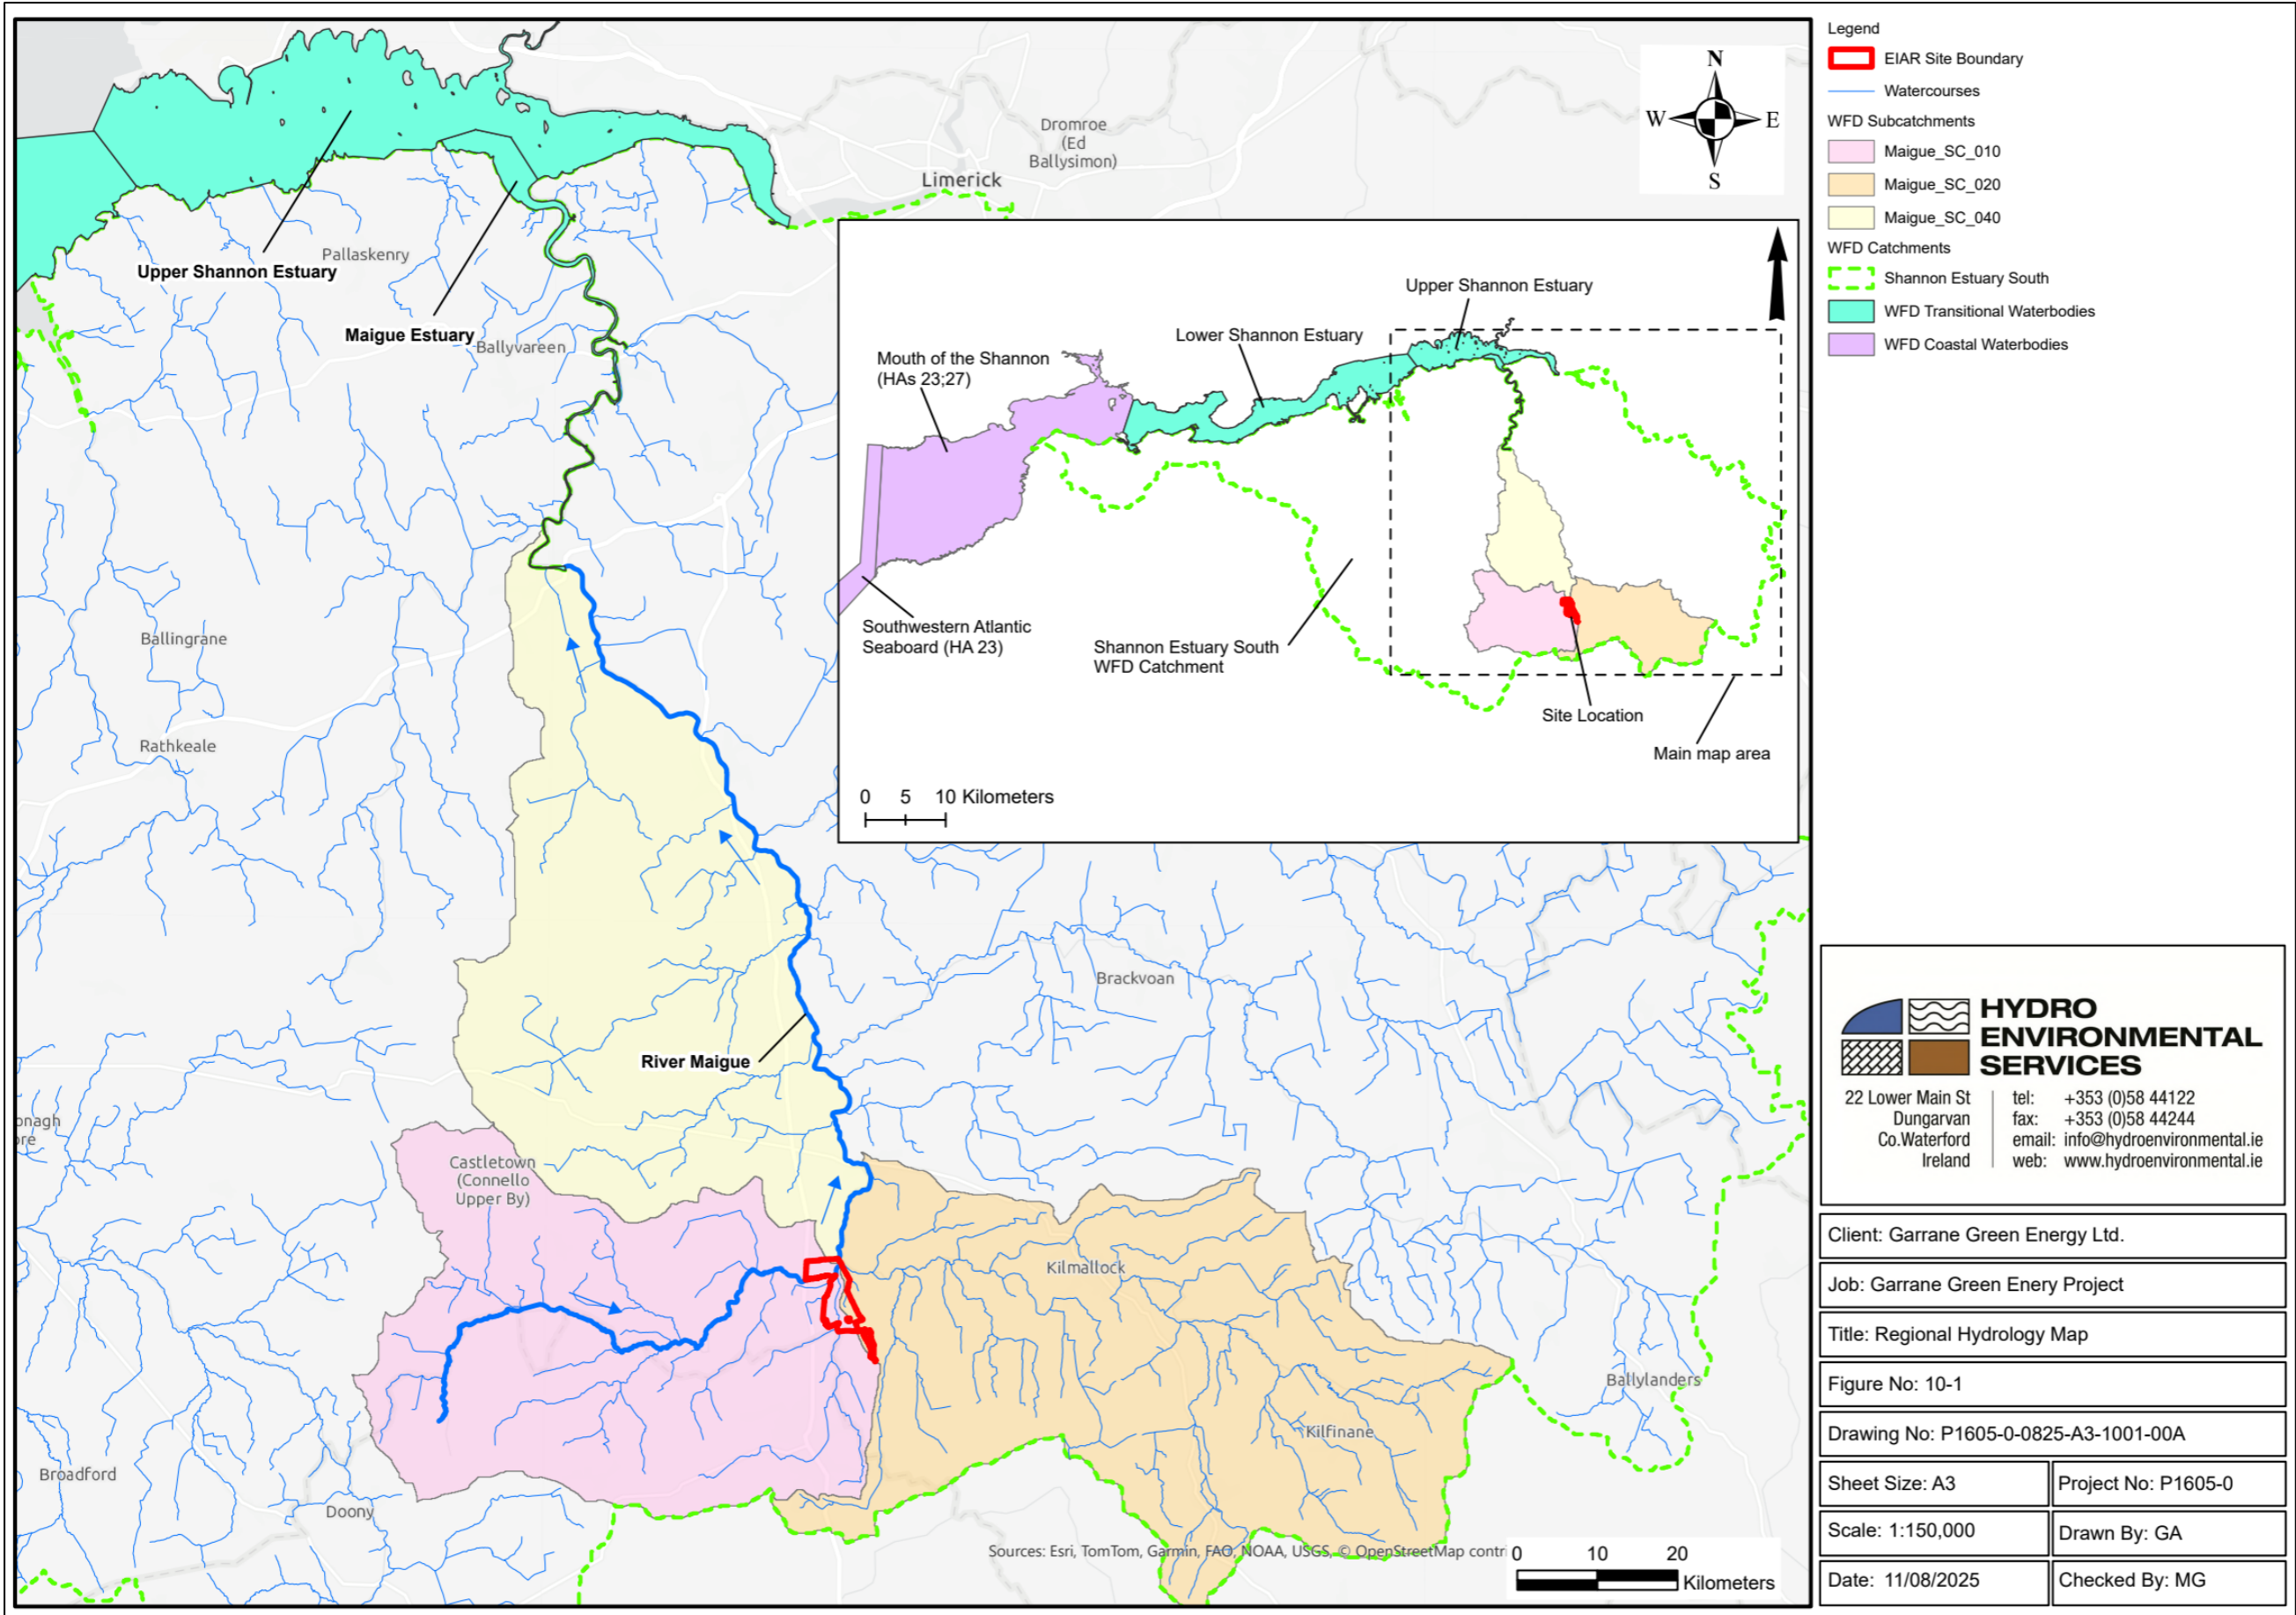 Legend
EIAR Site Boundary
Watercourses
WFD Subcatchments
Maigue_SC_010
Maigue_SC_020
Maigue_SC_040
WFD Catchments
Shannon Estuary South
WFD Transitional Waterbodies
WFD Coastal Waterbodies
N
W E
S
Dromroe
(Ed
Ballysimon)
Limerick
Pallaskenry
Upper Shannon Estuary
Maigue Estuary
Ballyvareen
Upper Shannon Estuary
Lower Shannon Estuary
Mouth of the Shannon
(HAs 23;27)
Southwestern Atlantic
Seaboard (HA 23)
Shannon Estuary South
WFD Catchment
Site Location
Main map area
0 5 10 Kilometers
Ballingrane
Rathkeale
Brackvoan
River Maigue
onagh
ore
Castletown
(Connello
Upper By)
Kilmallock
Ballylanders
Kilfinane
Broadford
Doony
Sources: Esri, TomTom, Garmin, FAO, NOAA, USGS, © OpenStreetMap contri
0 10 20
Kilometers
HYDRO
ENVIRONMENTAL
SERVICES
22 Lower Main St tel: +353 (0)58 44122
Dungarvan fax: +353 (0)58 44244
Co.Waterford email: info@hydroenvironmental.ie
Ireland web: www.hydroenvironmental.ie
Client: Garrane Green Energy Ltd.
Job: Garrane Green Enery Project
Title: Regional Hydrology Map
Figure No: 10-1
Drawing No: P1605-0-0825-A3-1001-00A
Sheet Size: A3 Project No: P1605-0
Scale: 1:150,000 Drawn By: GA
Date: 11/08/2025 Checked By: MG